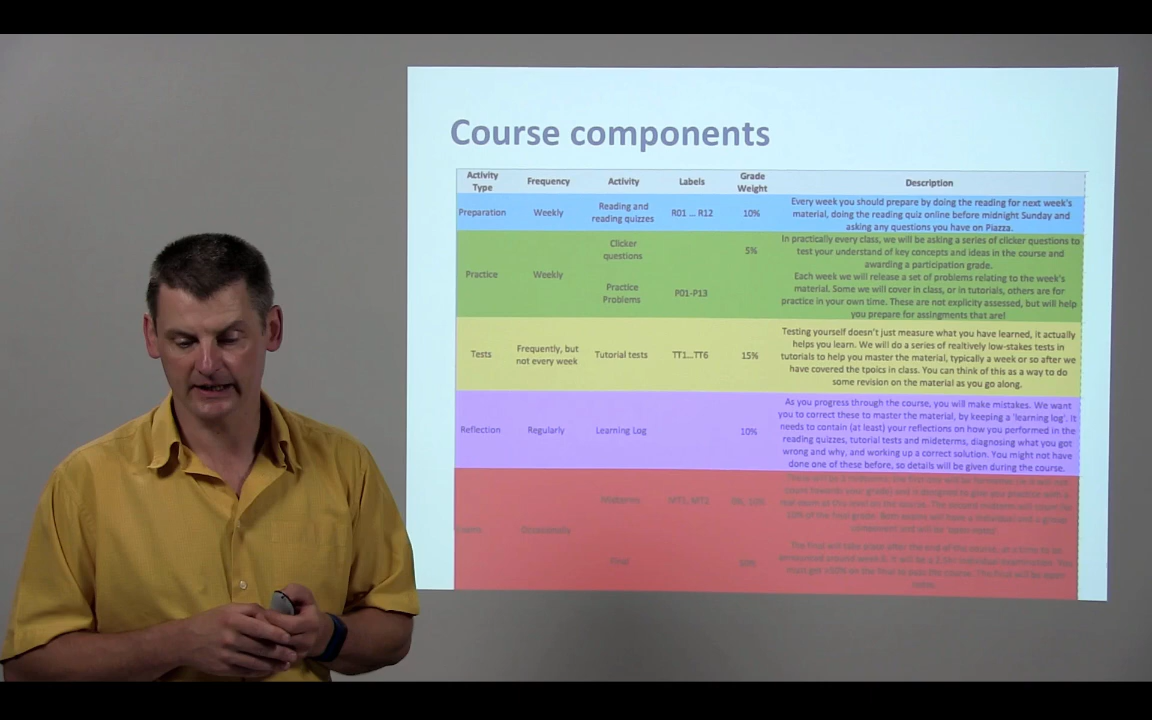 Course components
Activity
Type
Frequency
Activity
Labels
Grade
Weight
Description
Preparation
Weekly
Reading and
reading quizzes
R01 ... R12
10%
Every week you should prepare by doing the reading for next week's
material, doing the reading quiz online before midnight Sunday and
asking any questions you have on Piazza.
Practice
Weekly
Clicker
questions
5%
In practically every class, we will be asking a series of clicker questions to
test your understand of key concepts and ideas in the course and
awarding a participation grade.
Practice
Problems
P01-P13
Each week we will release a set of problems relating to the week's
material. Some we will cover in class, or in tutorials, others are for
practice in your own time. These are not explicity assessed, but will help
you prepare for assingments that are!
Tests
Frequently, but
not every week
Tutorial tests
TT1...TT6
15%
Testing yourself doesn't just measure what you have learned, it actually
helps you learn. We will do a series of realtively low-stakes tests in
tutorials to help you master the material, typically a week or so after we
have covered the tpoics in class. You can think of this as a way to do
some revision on the material as you go along.
Reflection
Regularly
Learning Log
10%
As you progress through the course, you will make mistakes. We want
you to correct these to master the material, by keeping a 'learning log'. It
needs to contain (at least) your reflections on how you performed in the
reading quizzes, tutorial tests and mideterms, diagnosing what you got
wrong and why, and working up a correct solution. You might not have
done one of these before, so details will be given during the course.
Midterms
MT1, MT2
Final